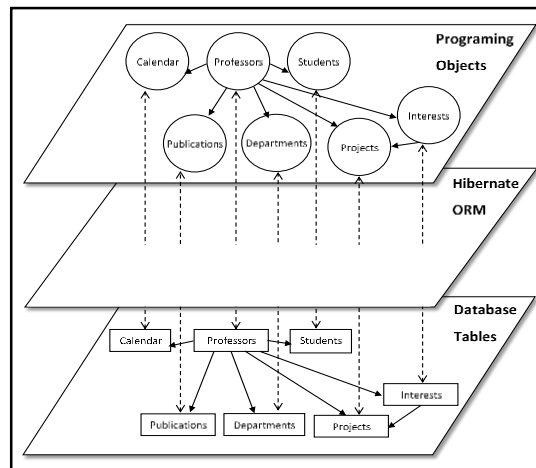 Programing
Objects
Calendar
Professors
Students
Interests
Publications
Departments
Projects
Hibernate
ORM
Database
Tables
Calendar
Professors
Students
Interests
Publications
Departments
Projects